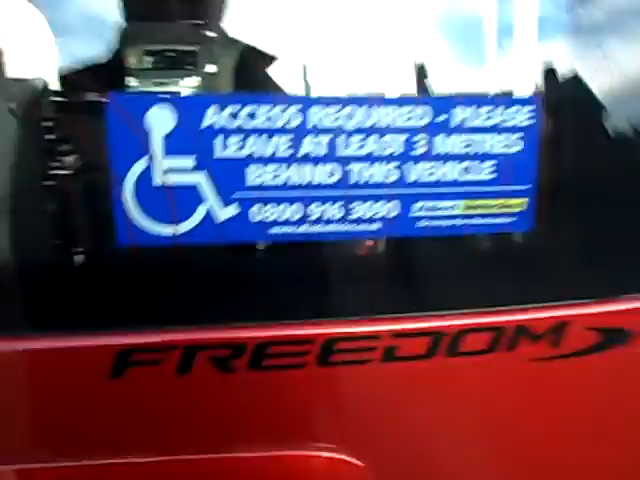 ACCESS REQUIRED - PLEASE
LEAVE AT LEAST 3 METRES
BEHIND THIS VEHICLE
0800 916 3090
FREEDOM